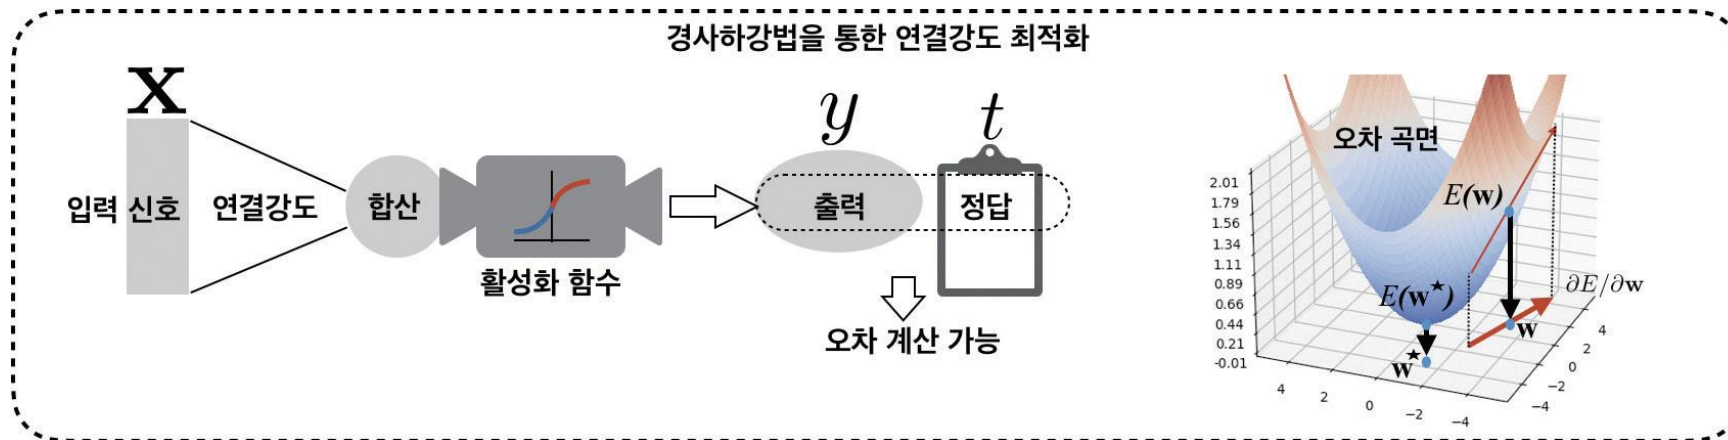 경사하강법을 통한 연결강도 최적화
x
입력 신호
연결강도
합산
활성화 함수
y
출력
t
정답
오차 계산 가능
오차 곡면
E(w)
E(w★)
∂E/∂w
w
w★
2.01
1.79
1.56
1.34
1.11
0.89
0.66
0.44
0.21
-0.01
4
2
0
−2
−4
4
2
0
−2
−4